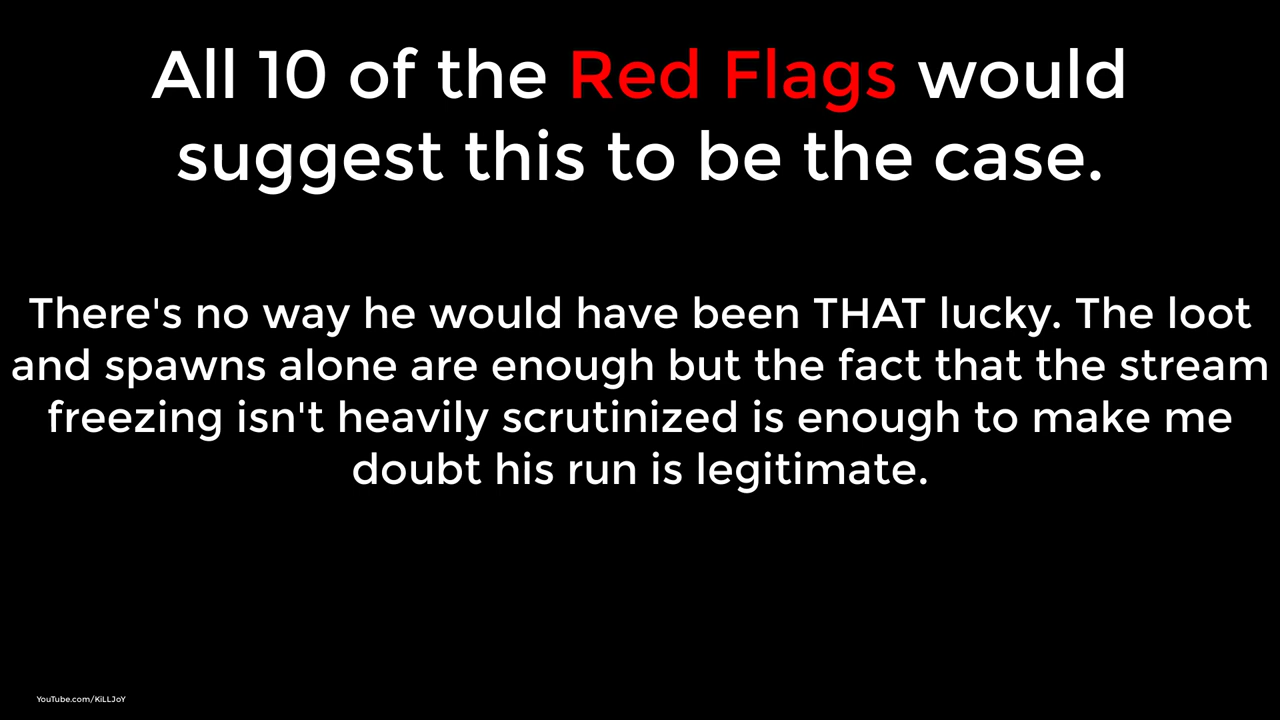 All 10 of the Red Flags would
suggest this to be the case.
There's no way he would have been THAT lucky. The loot
and spawns alone are enough but the fact that the stream
freezing isn't heavily scrutinized is enough to make me
doubt his run is legitimate.
YouTube.com/KiLLJoY